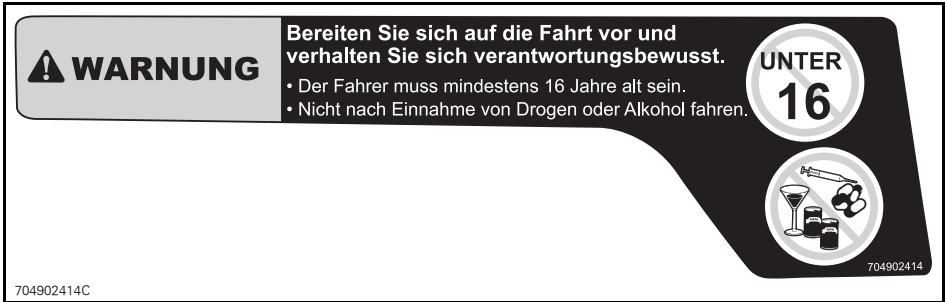 WARNUNG
Bereiten Sie sich auf die Fahrt vor und
verhalten Sie sich verantwortungsbewusst.
• Der Fahrer muss mindestens 16 Jahre alt sein.
• Nicht nach Einnahme von Drogen oder Alkohol fahren.
UNTER
16
704902414
704902414C